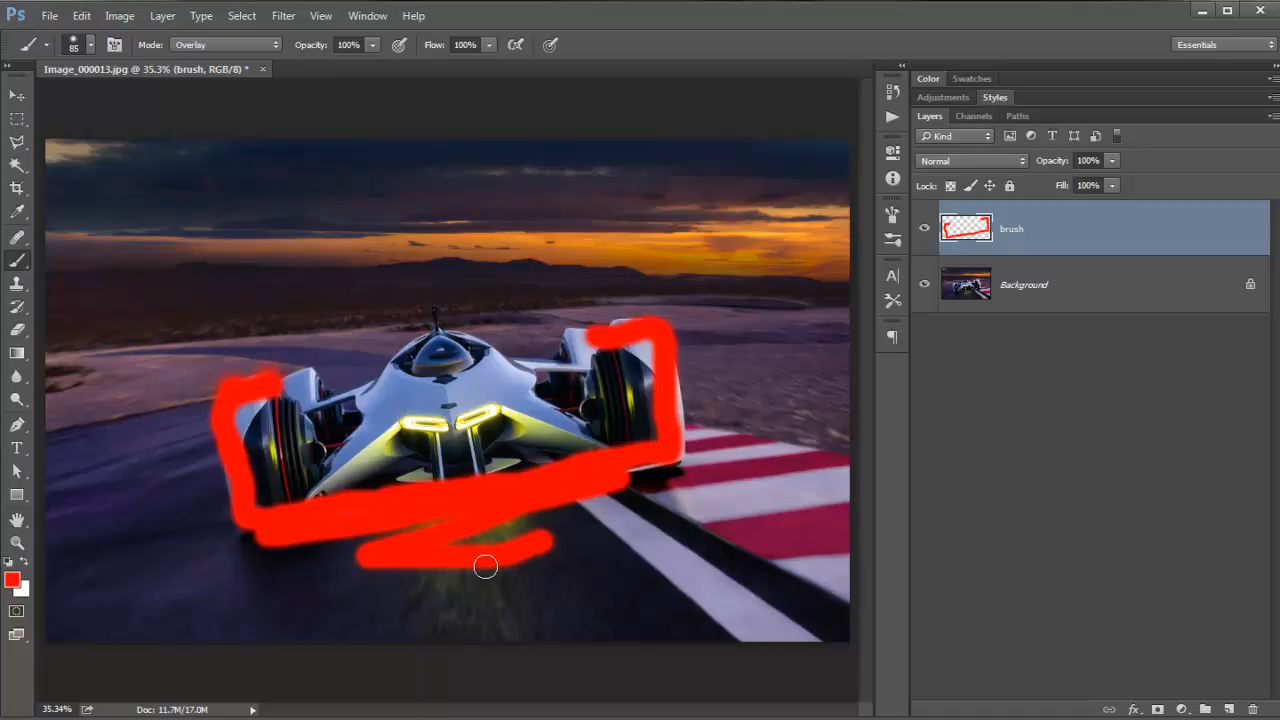 Ps File Edit Image Layer Type Select Filter View Window Help
85 Mode: Overlay Opacity: 100% Flow: 100% Essentials
Image_000013.jpg @ 35.3% (brush, RGB/8) * ×
Color Swatches
Adjustments Styles
Layers Channels Paths
Kind T
Normal Opacity: 100%
Lock: Fill: 100%
brush
Background
A
¶
T
35.34% Doc: 11.7M/17.0M
fx